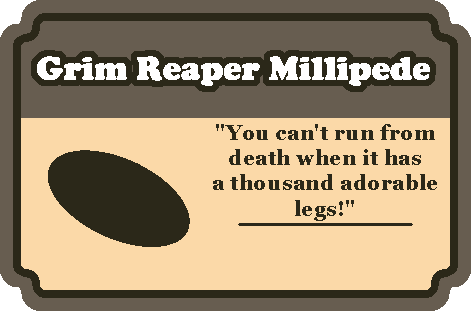 Grim Reaper Millipede
"You can't run from
death when it has
a thousand adorable
legs!"